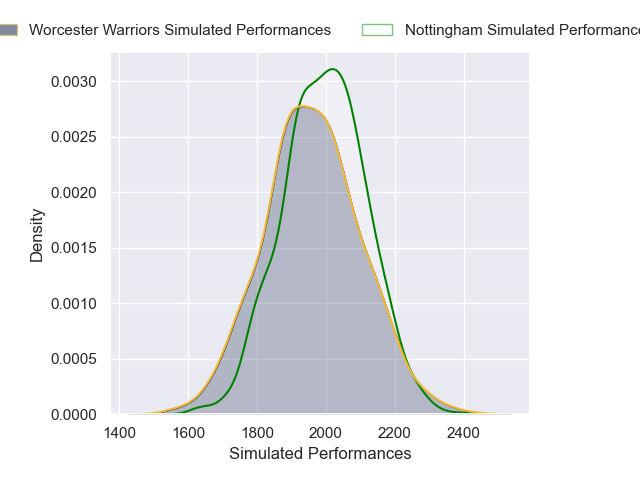 Worcester Warriors Simulated Performances
Nottingham Simulated Performance
0.0030
0.0025
0.0020
0.0015
0.0010
0.0005
0.0000
Density
1400 1600 1800 2000 2200 2400
Simulated Performances